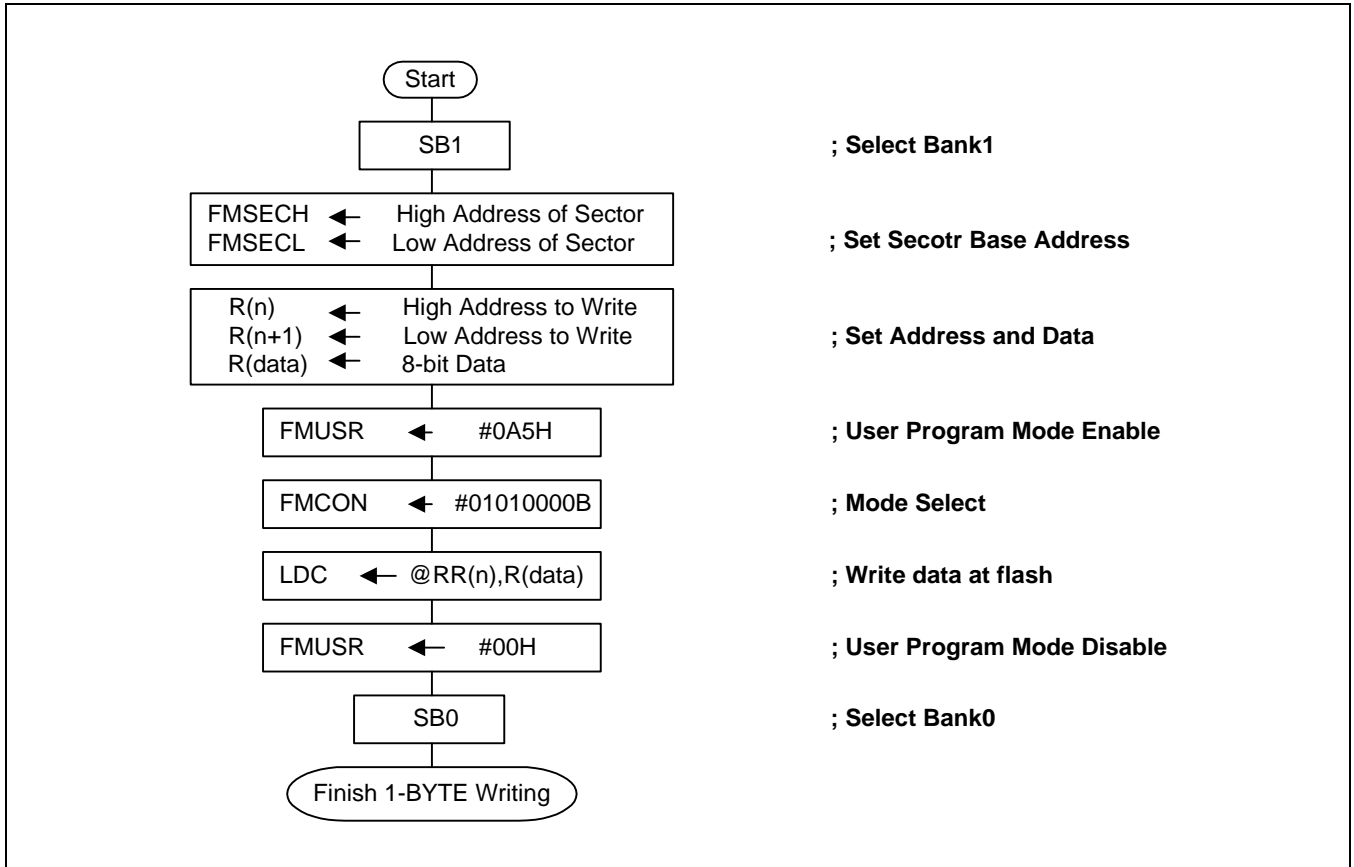 Start
SB1 ; Select Bank1
FMSECH High Address of Sector
FMSECL Low Address of Sector
; Set Secotr Base Address
R(n) High Address to Write
R(n+1) Low Address to Write
R(data) 8-bit Data
; Set Address and Data
FMUSR #0A5H ; User Program Mode Enable
FMCON #01010000B ; Mode Select
LDC @RR(n),R(data) ; Write data at flash
FMUSR #00H ; User Program Mode Disable
SB0 ; Select Bank0
Finish 1-BYTE Writing